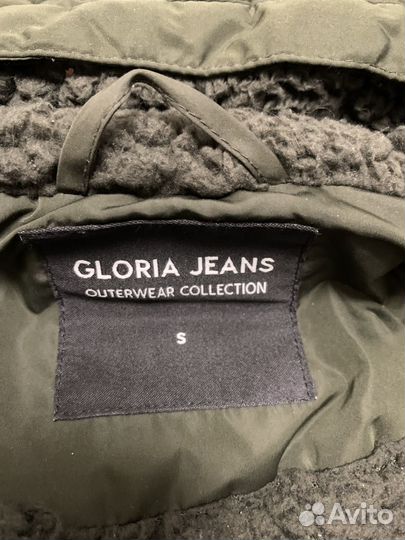 GLORIA JEANS
OUTERWEAR COLLECTION
S
Avito